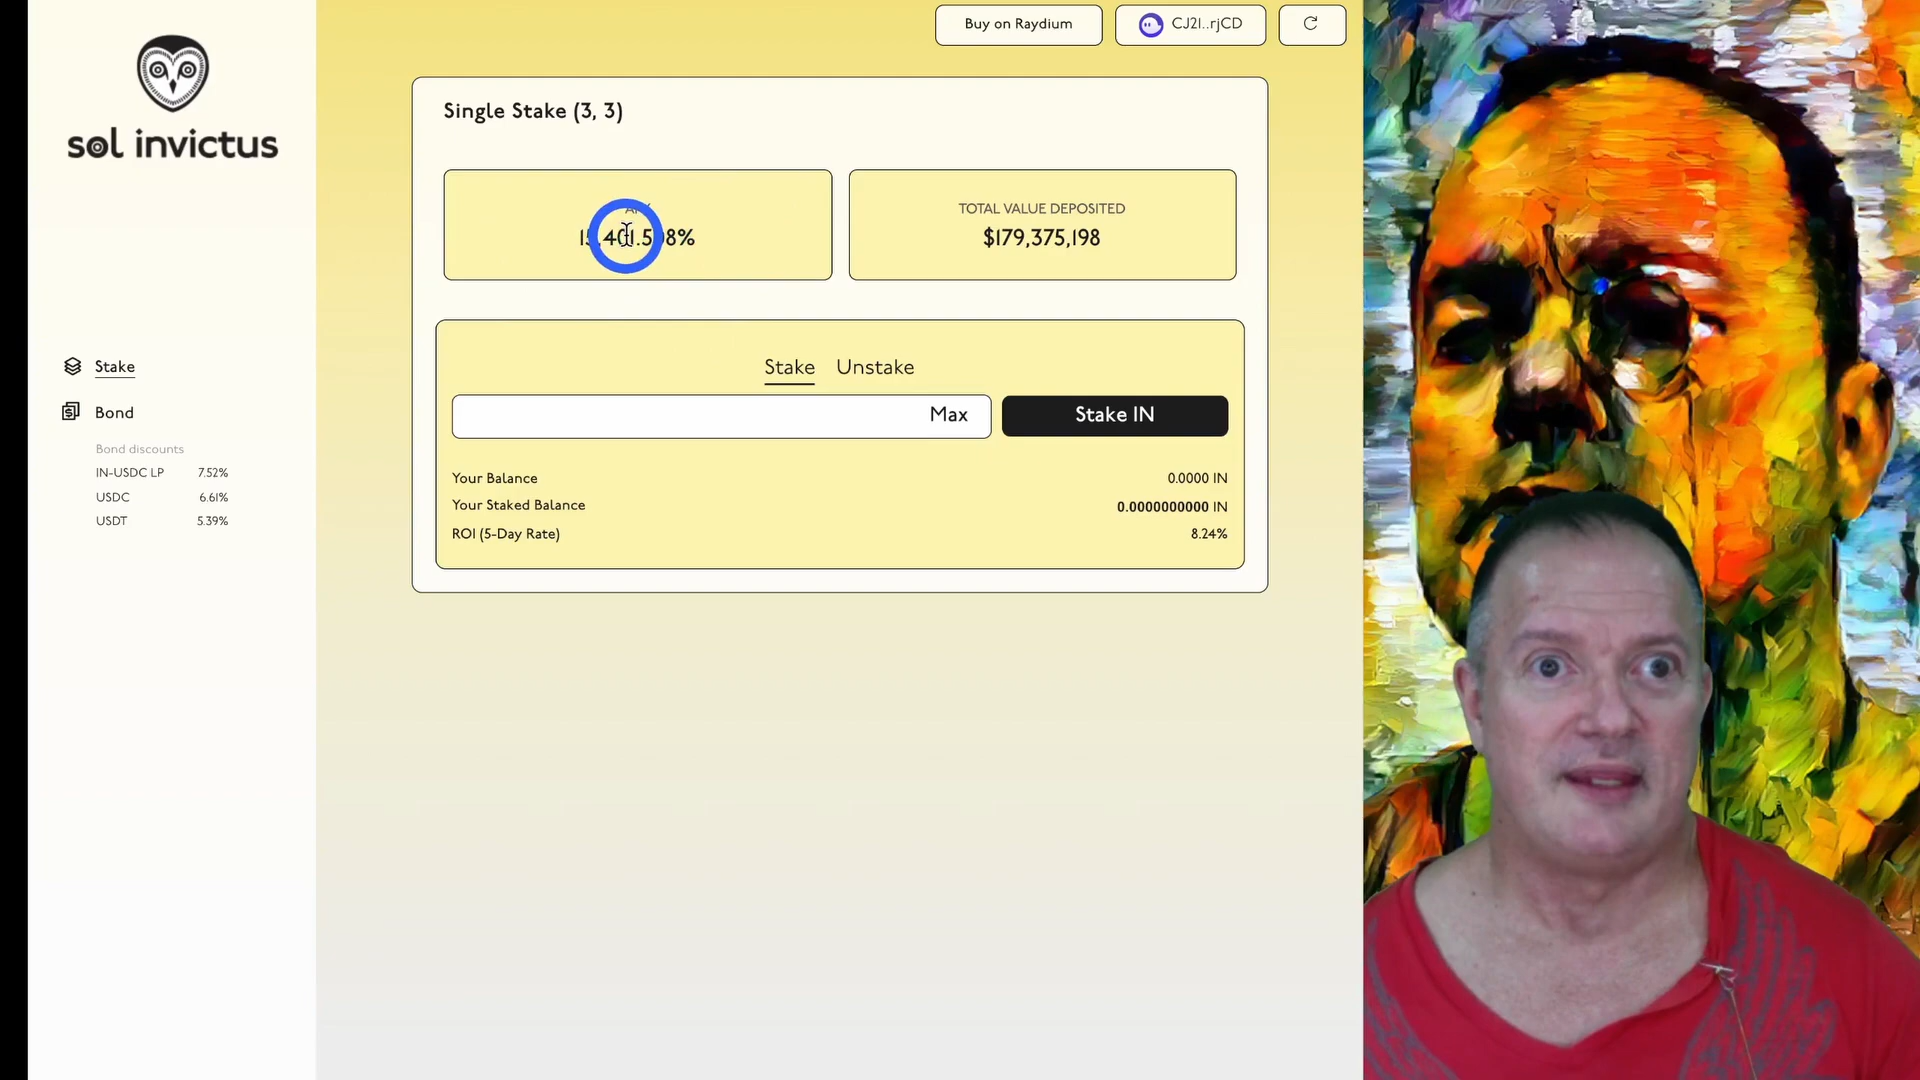 sol invictus
Stake
Bond
Bond discounts
IN-USDC LP 7.52%
USDC 6.61%
USDT 5.39%
Buy on Raydium
CJ2l..rjCD
Single Stake (3, 3)
TOTAL VALUE DEPOSITED
$179,375,198
Stake Unstake
Max
Stake IN
Your Balance 0.0000 IN
Your Staked Balance 0.0000000000 IN
ROI (5-Day Rate) 8.24%